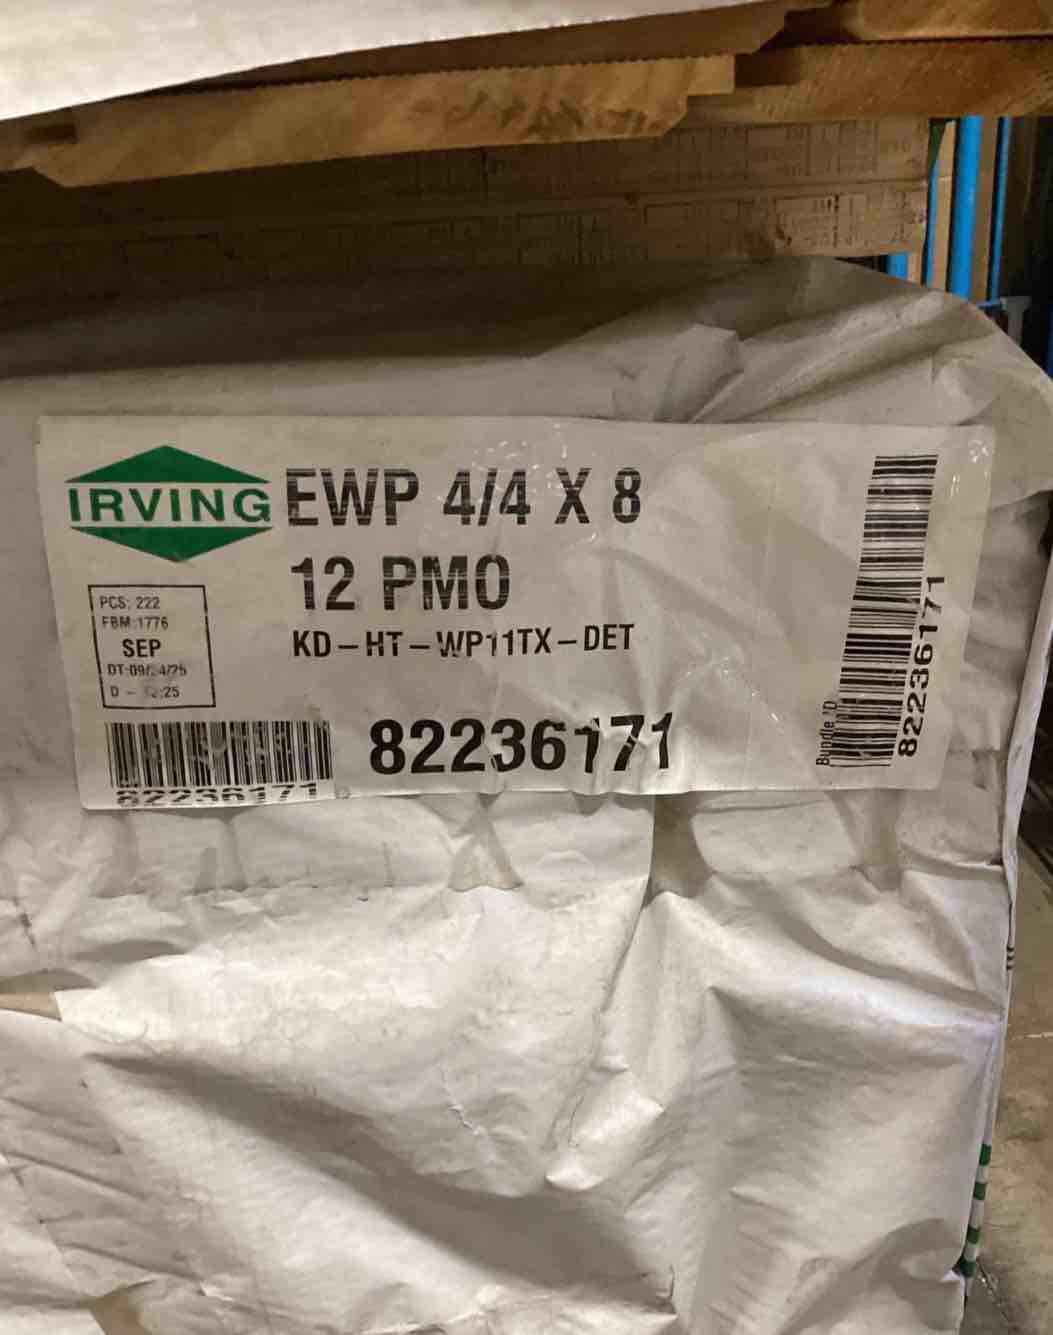 IRVING
EWP 4/4 X 8
12 PMO
KD-HT-WP11TX-DET
PCS: 222
FBM:1776
SEP
82236171
82236171
Bundle ID
82236171